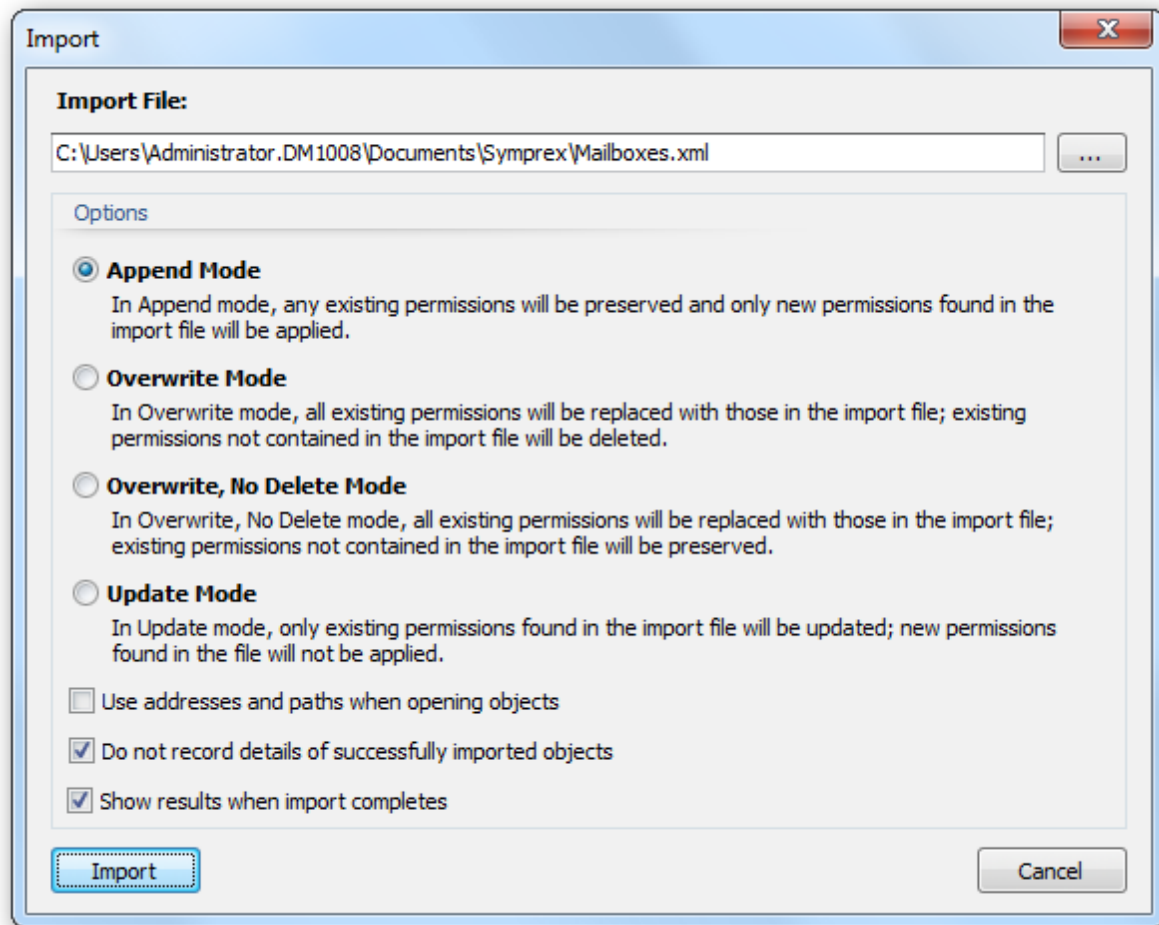 Import
Import File:
C:\Users\Administrator.DM1008\Documents\Symprex\Mailboxes.xml
...
Options
Append Mode
In Append mode, any existing permissions will be preserved and only new permissions found in the
import file will be applied.
Overwrite Mode
In Overwrite mode, all existing permissions will be replaced with those in the import file; existing
permissions not contained in the import file will be deleted.
Overwrite, No Delete Mode
In Overwrite, No Delete mode, all existing permissions will be replaced with those in the import file;
existing permissions not contained in the import file will be preserved.
Update Mode
In Update mode, only existing permissions found in the import file will be updated; new permissions
found in the file will not be applied.
Use addresses and paths when opening objects
Do not record details of successfully imported objects
Show results when import completes
Import
Cancel